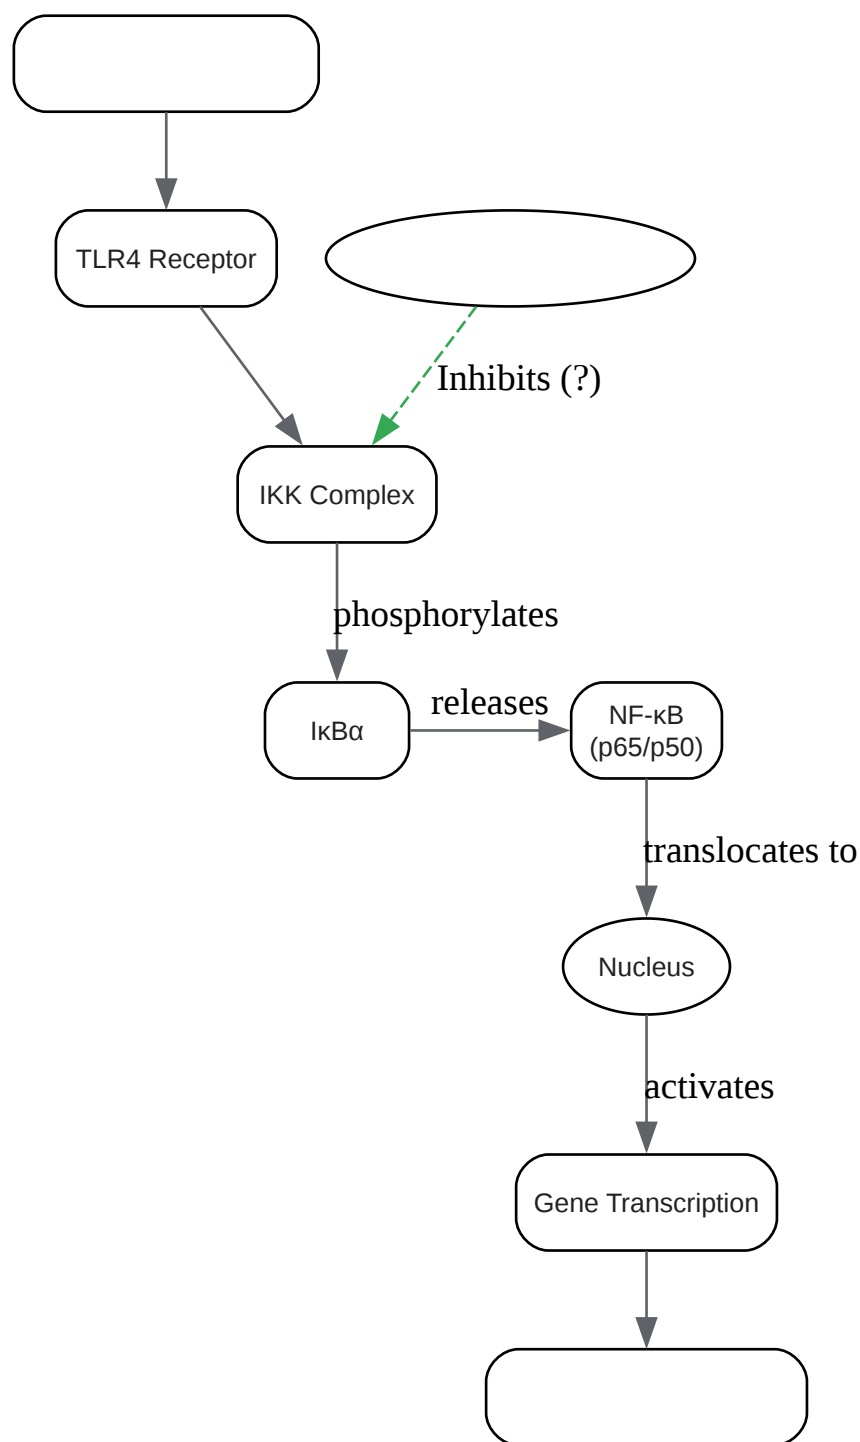 TLR4 Receptor
Inhibits (?)
IKK Complex
phosphorylates
IκBα
releases
NF-κB
(p65/p50)
translocates to
Nucleus
activates
Gene Transcription